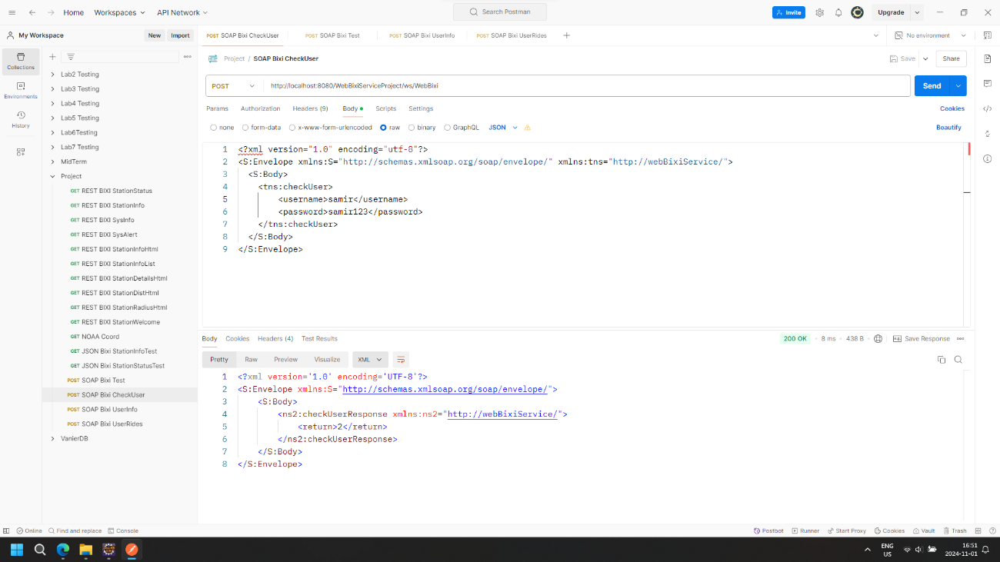 Home
Workspaces
API Network
Search Postman
Invite
Upgrade
My Workspace
New
Import
POST SOAP Bixi CheckUser
POST SOAP Bixi Test
POST SOAP Bixi UserInfo
POST SOAP Bixi UserRides
No environment
Collections
Environments
History
Lab2 Testing
Lab3 Testing
Lab4 Testing
Lab5 Testing
Lab6Testing
Lab7 Testing
MidTerm
Project
GET REST BIXI StationStatus
GET REST BIXI StationInfo
GET REST BIXI SysInfo
GET REST BIXI SysAlert
GET REST BIXI StationInfoHtml
GET REST BIXI StationInfoList
GET REST BIXI StationDetailsHtml
GET REST BIXI StationDistHtml
GET REST BIXI StationRadiusHtml
GET REST BIXI StationWelcome
GET NOAA Coord
GET JSON Bixi StationInfoTest
GET JSON Bixi StationStatusTest
POST SOAP Bixi Test
POST SOAP Bixi CheckUser
POST SOAP Bixi UserInfo
POST SOAP Bixi UserRides
VanierDB
Project / SOAP Bixi CheckUser
Save
Share
POST
http://localhost:8080/WebBixiServiceProject/ws/WebBixi
Send
Params
Authorization
Headers (9)
Body
Scripts
Settings
Cookies
none
form-data
x-www-form-urlencoded
raw
binary
GraphQL
JSON
Beautify
1 <?xml version="1.0" encoding="utf-8"?>
2 <S:Envelope xmlns:S="http://schemas.xmlsoap.org/soap/envelope/" xmlns:tns="http://webBixiService/">
3 <S:Body>
4 <tns:checkUser>
5 <username>samir</username>
6 <password>samir123</password>
7 </tns:checkUser>
8 </S:Body>
9 </S:Envelope>
Body
Cookies
Headers (4)
Test Results
200 OK
8 ms
438 B
Save Response
Pretty
Raw
Preview
Visualize
XML
1 <?xml version='1.0' encoding='UTF-8'?>
2 <S:Envelope xmlns:S="http://schemas.xmlsoap.org/soap/envelope/">
3 <S:Body>
4 <ns2:checkUserResponse xmlns:ns2="http://webBixiService/">
5 <return>2</return>
6 </ns2:checkUserResponse>
7 </S:Body>
8 </S:Envelope>
Online
Find and replace
Console
Postbot
Runner
Start Proxy
Cookies
Vault
Trash
ENG
US
16:51
2024-11-01